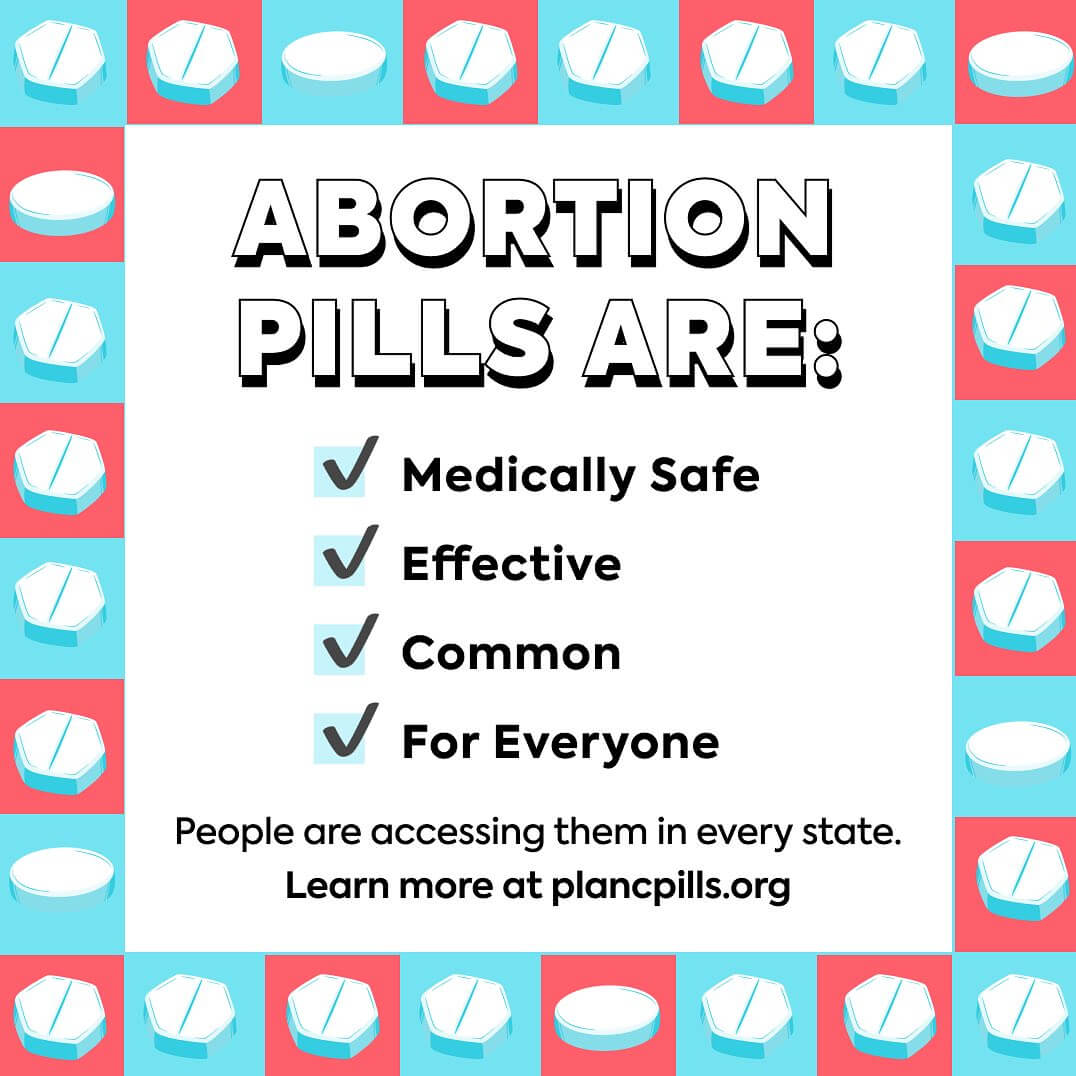 ABORTION
PILLS ARE:
Medically Safe
Effective
Common
For Everyone
People are accessing them in every state.
Learn more at plancpills.org